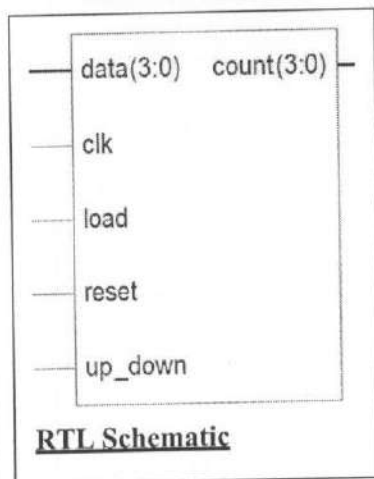 data(3:0) count(3:0)
clk
load
reset
up_down
RTL Schematic